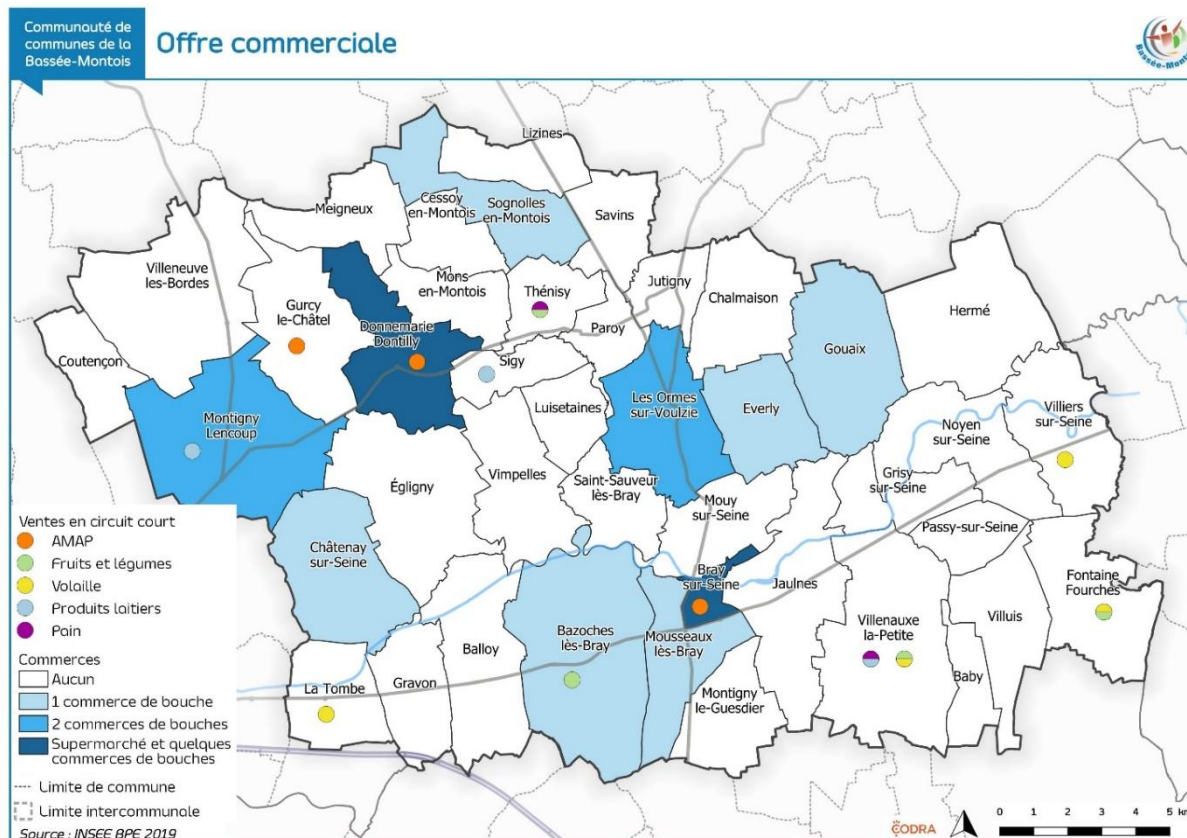 Communauté de
communes de la
Bassée-Montois
Offre commerciale
Bassée-Montois
Lizines
Cessoy
en-Montois
Sognolles
en-Montois
Meigneux
Savins
Villeneuve
les-Bordes
Mons
en-Montois
Thénisy
Jutigny
Chalmaison
Hermé
Gurcy
le-Châtel
Donnemarie
Dontilly
Paroy
Gouaix
Coutençon
Sigy
Luisetaines
Les Ormes
sur-Voulzie
Everly
Villiers
sur-Seine
Montigny
Lencoup
Noyen
sur-Seine
Égligny
Vimpelles
Saint-Sauveur
lès-Bray
Grisy
sur-Seine
Mouy
sur-Seine
Passy-sur-Seine
Châtenay
sur-Seine
Bray
sur-Seine
Jaulnes
Fontaine
Fourches
Bazoches
lès-Bray
Mousseaux
lès-Bray
Villenauxe
la-Petite
Villuis
Balloy
Baby
La Tombe
Gravon
Montigny
le-Guesdier
Ventes en circuit court
AMAP
Fruits et légumes
Volaille
Produits laitiers
Pain
Commerces
Aucun
1 commerce de bouche
2 commerces de bouches
Supermarché et quelques
commerces de bouches
Limite de commune
Limite intercommunale
Source : INSEE BPE 2019
CODRA
0 1 2 3 4 5 km